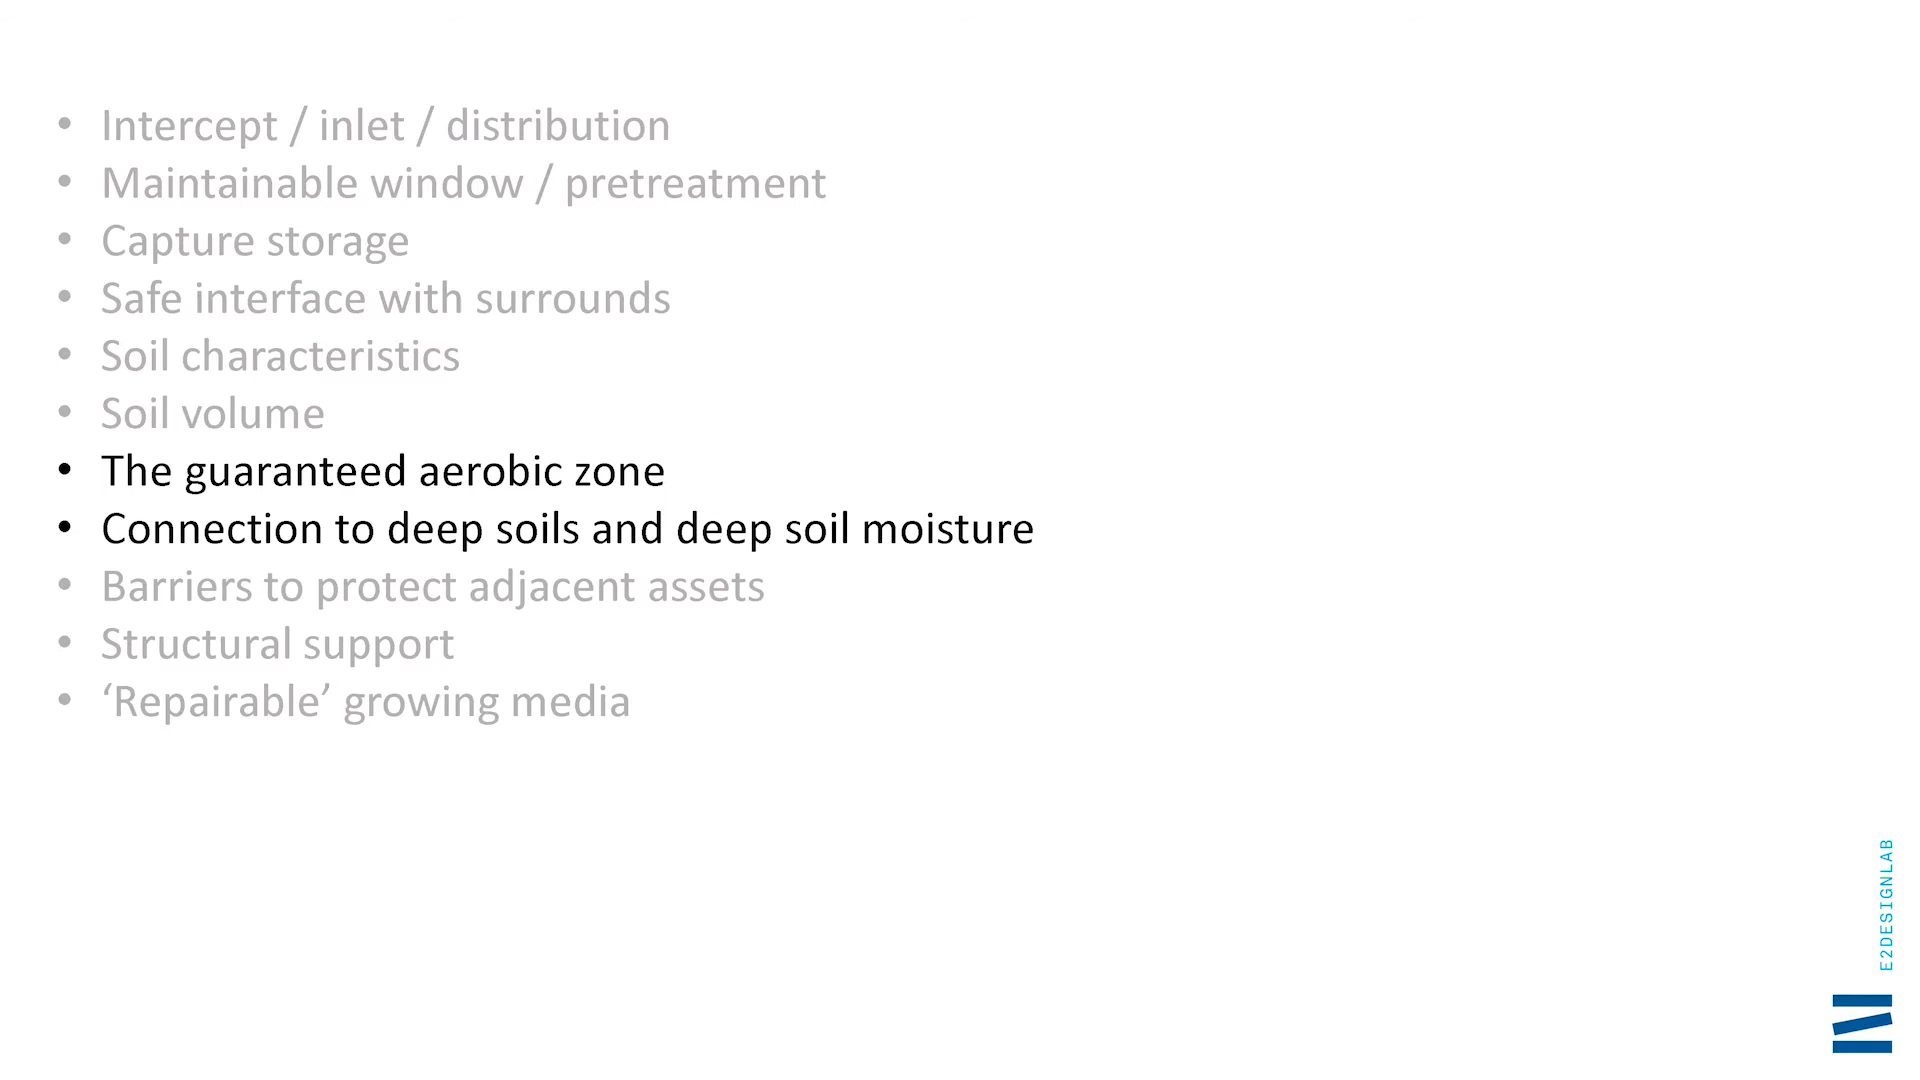 • Intercept / inlet / distribution
• Maintainable window / pretreatment
• Capture storage
• Safe interface with surrounds
• Soil characteristics
• Soil volume
• The guaranteed aerobic zone
• Connection to deep soils and deep soil moisture
• Barriers to protect adjacent assets
• Structural support
• ‘Repairable’ growing media
E2DESIGNLAB